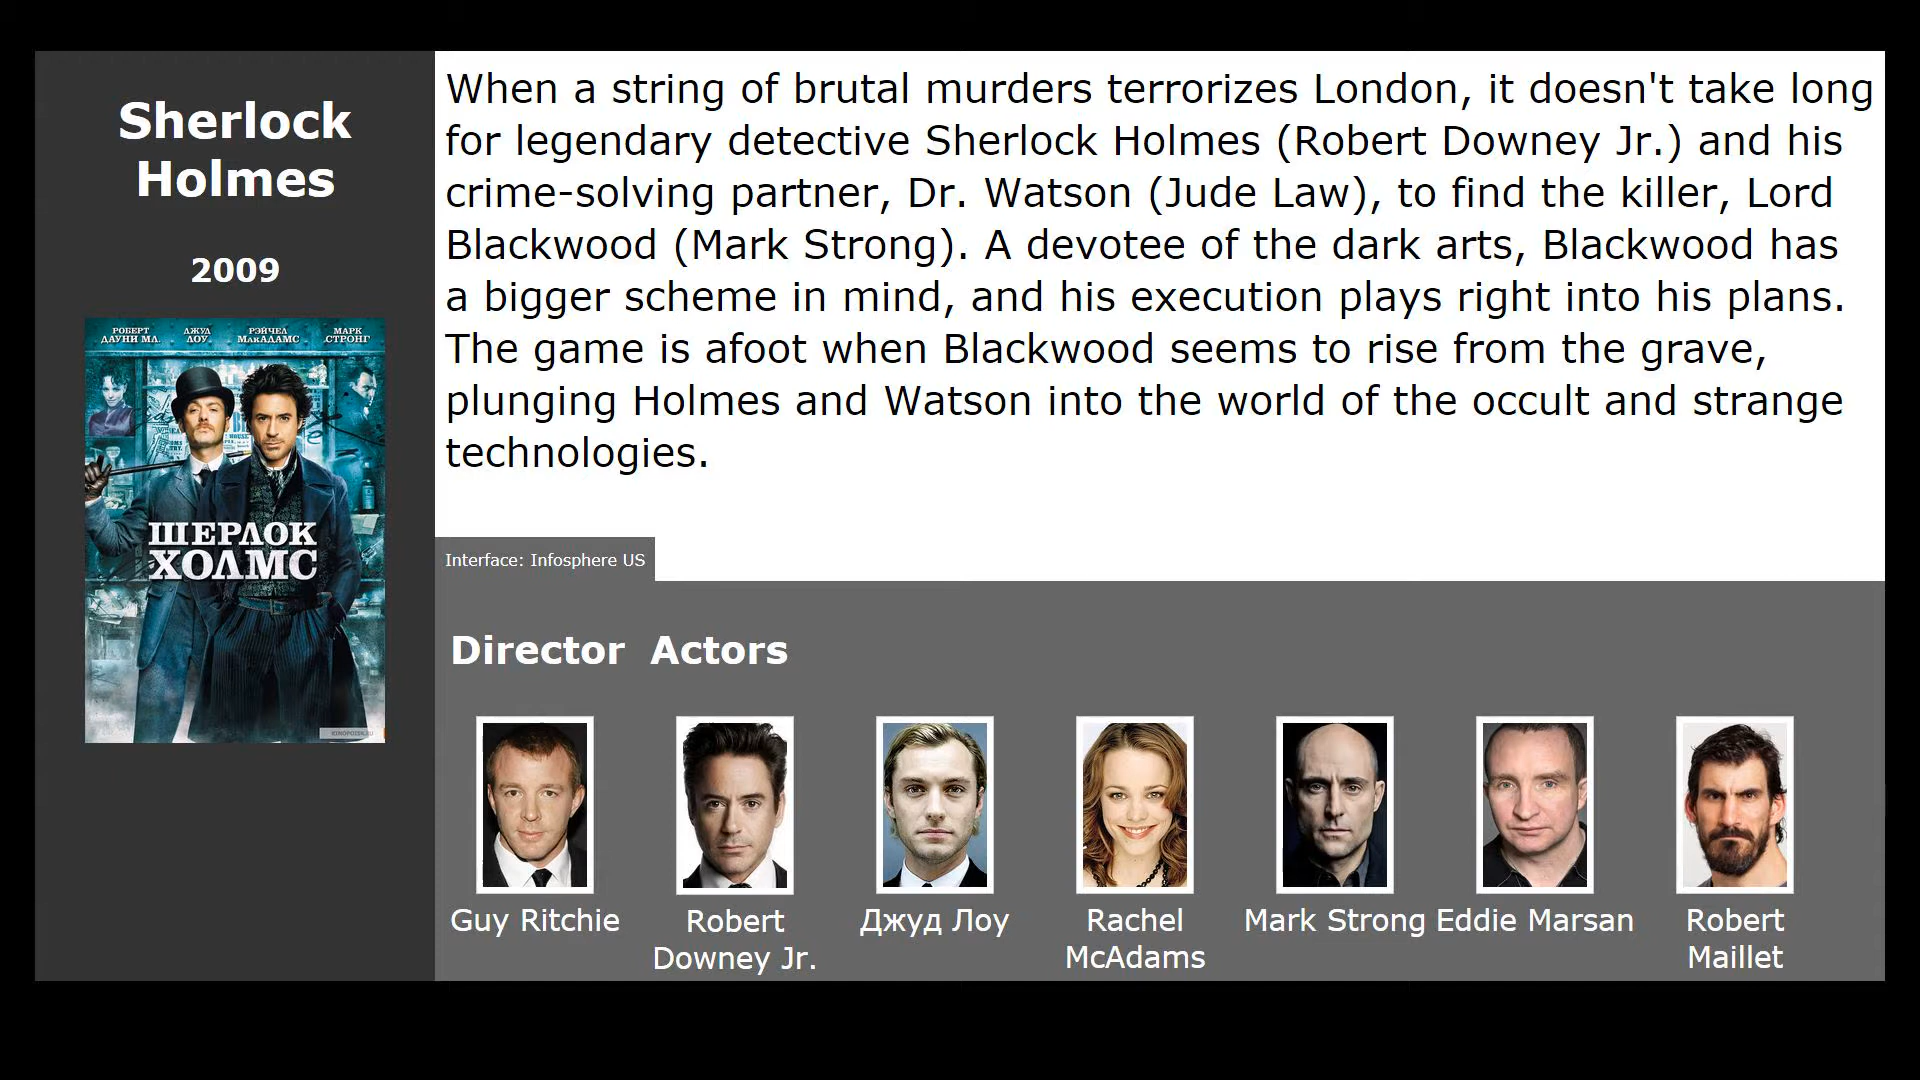 Sherlock
Holmes
2009
РОБЕРТ ДАУНИ МЛ.
ДЖУД ЛОУ
РЭЙЧЕЛ МАКАДАМС
МАРК СТРОНГ
ШЕРЛОК
ХОЛМС
KINOPOISK.RU
When a string of brutal murders terrorizes London, it doesn't take long
for legendary detective Sherlock Holmes (Robert Downey Jr.) and his
crime-solving partner, Dr. Watson (Jude Law), to find the killer, Lord
Blackwood (Mark Strong). A devotee of the dark arts, Blackwood has
a bigger scheme in mind, and his execution plays right into his plans.
The game is afoot when Blackwood seems to rise from the grave,
plunging Holmes and Watson into the world of the occult and strange
technologies.
Interface: Infosphere US
Director Actors
Guy Ritchie
Robert
Downey Jr.
Джуд Лоу
Rachel
McAdams
Mark Strong
Eddie Marsan
Robert
Maillet